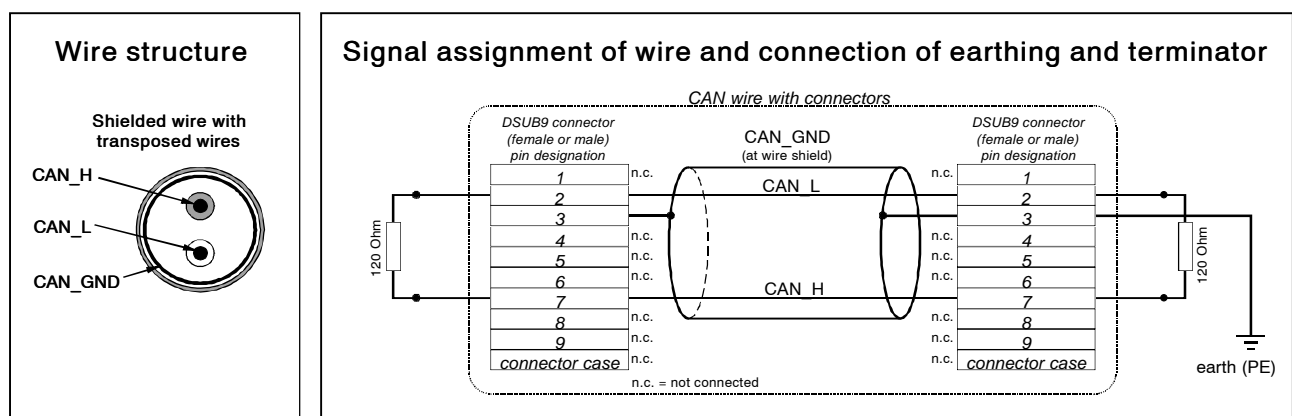 Wire structure
Shielded wire with
transposed wires
CAN_H
CAN_L
CAN_GND
Signal assignment of wire and connection of earthing and terminator
CAN wire with connectors
DSUB9 connector
(female or male)
pin designation
1
2
3
4
5
6
7
8
9
connector case
n.c.
n.c.
n.c.
n.c.
n.c.
n.c.
n.c.
120 Ohm
CAN_GND
(at wire shield)
CAN_L
CAN_H
n.c. = not connected
DSUB9 connector
(female or male)
pin designation
n.c.
n.c.
n.c.
n.c.
n.c.
n.c.
n.c.
1
2
3
4
5
6
7
8
9
connector case
120 Ohm
earth (PE)